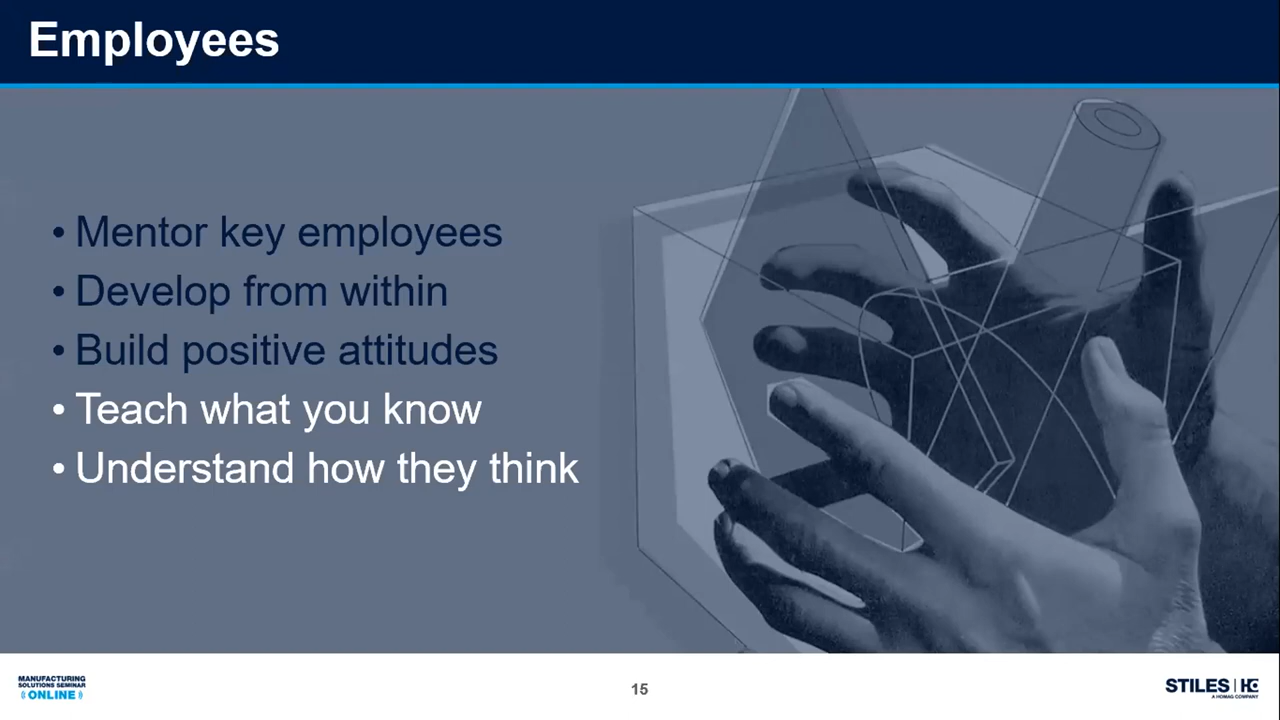 Employees
• Mentor key employees
• Develop from within
• Build positive attitudes
• Teach what you know
• Understand how they think
MANUFACTURING
SOLUTIONS SEMINAR
ONLINE
15
STILES | HC
A HOMAG COMPANY